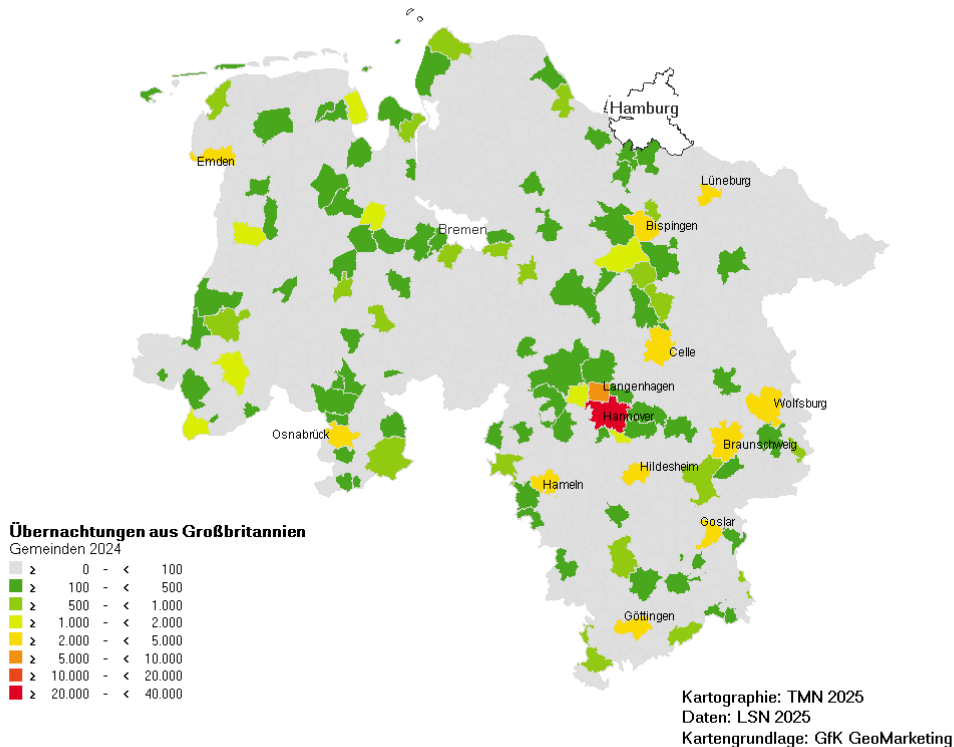 Hamburg
Emden
Lüneburg
Bispingen
Bremen
Celle
Langenhagen
Wolfsburg
Hannover
Osnabrück
Braunschweig
Hildesheim
Hameln
Goslar
Göttingen
Übernachtungen aus Großbritannien
Gemeinden 2024
≥ 0 - < 100
≥ 100 - < 500
≥ 500 - < 1.000
≥ 1.000 - < 2.000
≥ 2.000 - < 5.000
≥ 5.000 - < 10.000
≥ 10.000 - < 20.000
≥ 20.000 - < 40.000
Kartographie: TMN 2025
Daten: LSN 2025
Kartengrundlage: GfK GeoMarketing